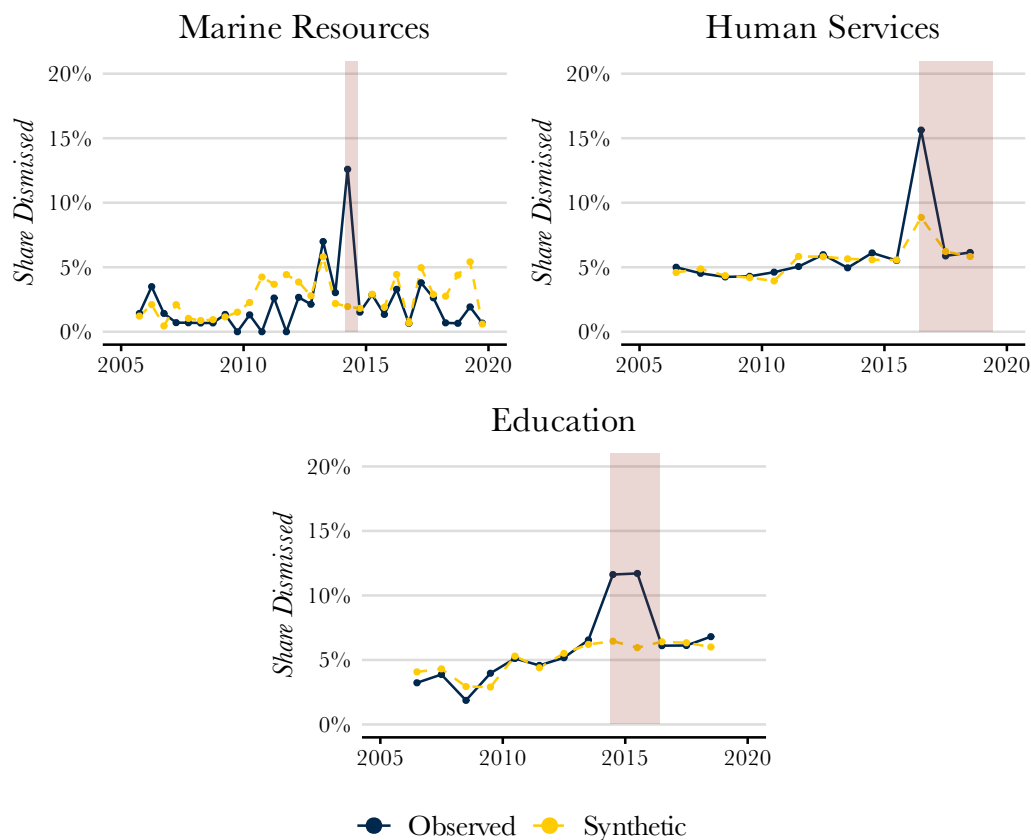 Marine Resources
Share Dismissed
20%
15%
10%
5%
0%
2005 2010 2015 2020
Human Services
Share Dismissed
20%
15%
10%
5%
0%
2005 2010 2015 2020
Education
Share Dismissed
20%
15%
10%
5%
0%
2005 2010 2015 2020
Observed Synthetic